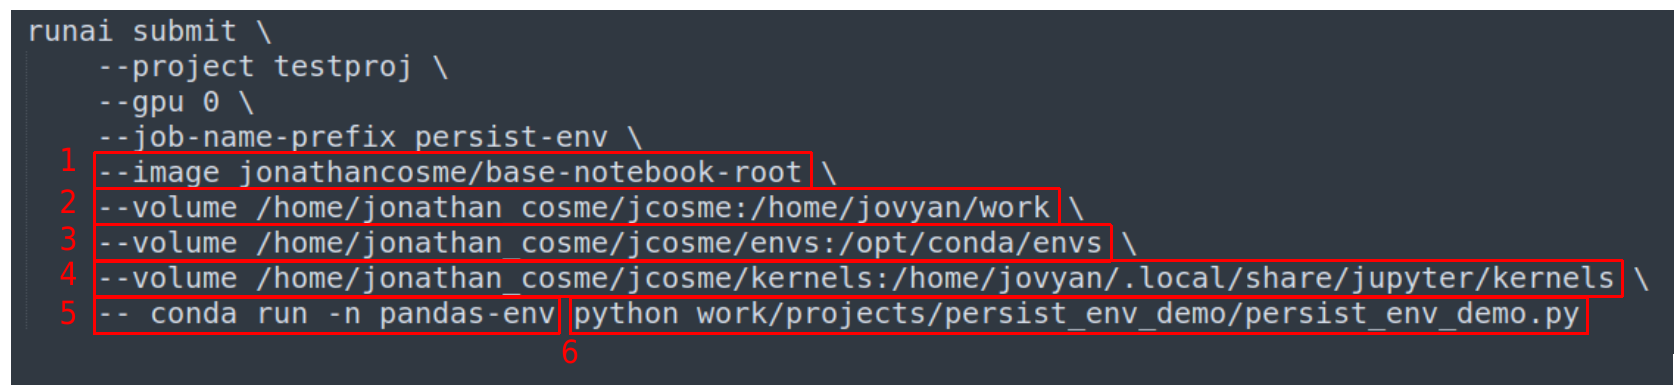 runai submit \
--project testproj \
--gpu 0 \
--job-name-prefix persist-env \
1 --image jonathancosme/base-notebook-root \
2 --volume /home/jonathan_cosme/jcosme:/home/jovyan/work \
3 --volume /home/jonathan_cosme/jcosme/envs:/opt/conda/envs \
4 --volume /home/jonathan_cosme/jcosme/kernels:/home/jovyan/.local/share/jupyter/kernels \
5 -- conda run -n pandas-env python work/projects/persist_env_demo/persist_env_demo.py
6